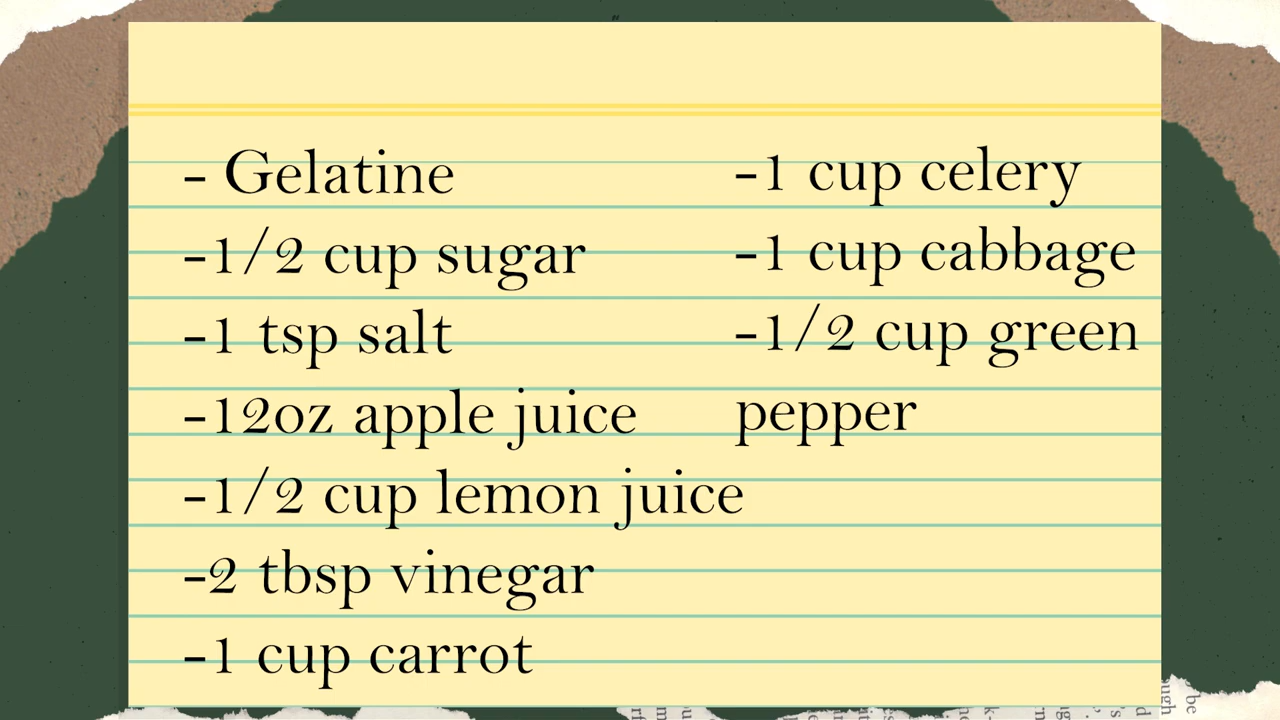 - Gelatine
-1/2 cup sugar
-1 tsp salt
-12oz apple juice
-1/2 cup lemon juice
-2 tbsp vinegar
-1 cup carrot
-1 cup celery
-1 cup cabbage
-1/2 cup green
pepper